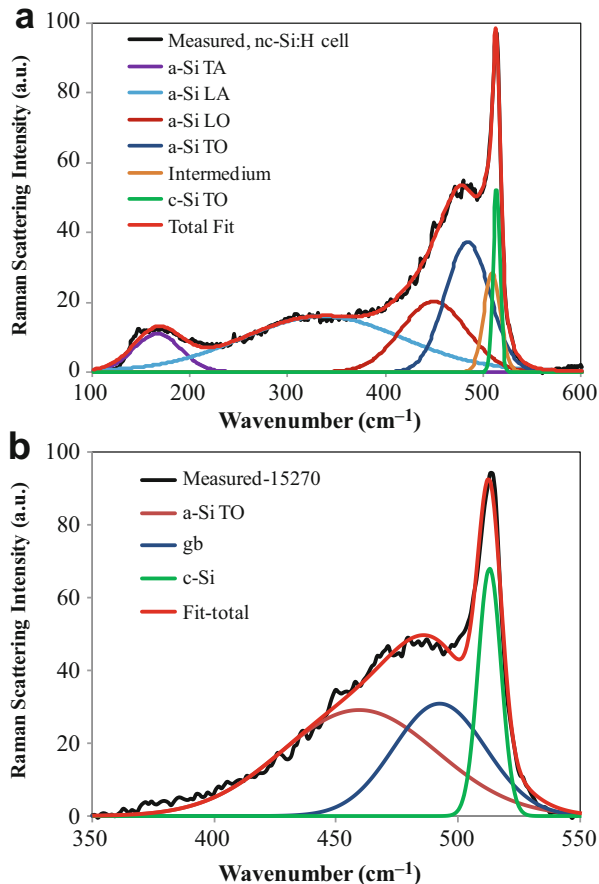 a
100
80
60
40
20
0
Raman Scattering Intensity (a.u.)
Measured, nc-Si:H cell
a-Si TA
a-Si LA
a-Si LO
a-Si TO
Intermedium
c-Si TO
Total Fit
100 200 300 400 500 600
Wavenumber (cm⁻¹)
b
100
80
60
40
20
0
Raman Scattering Intensity (a.u.)
Measured-15270
a-Si TO
gb
c-Si
Fit-total
350 400 450 500 550
Wavenumber (cm⁻¹)